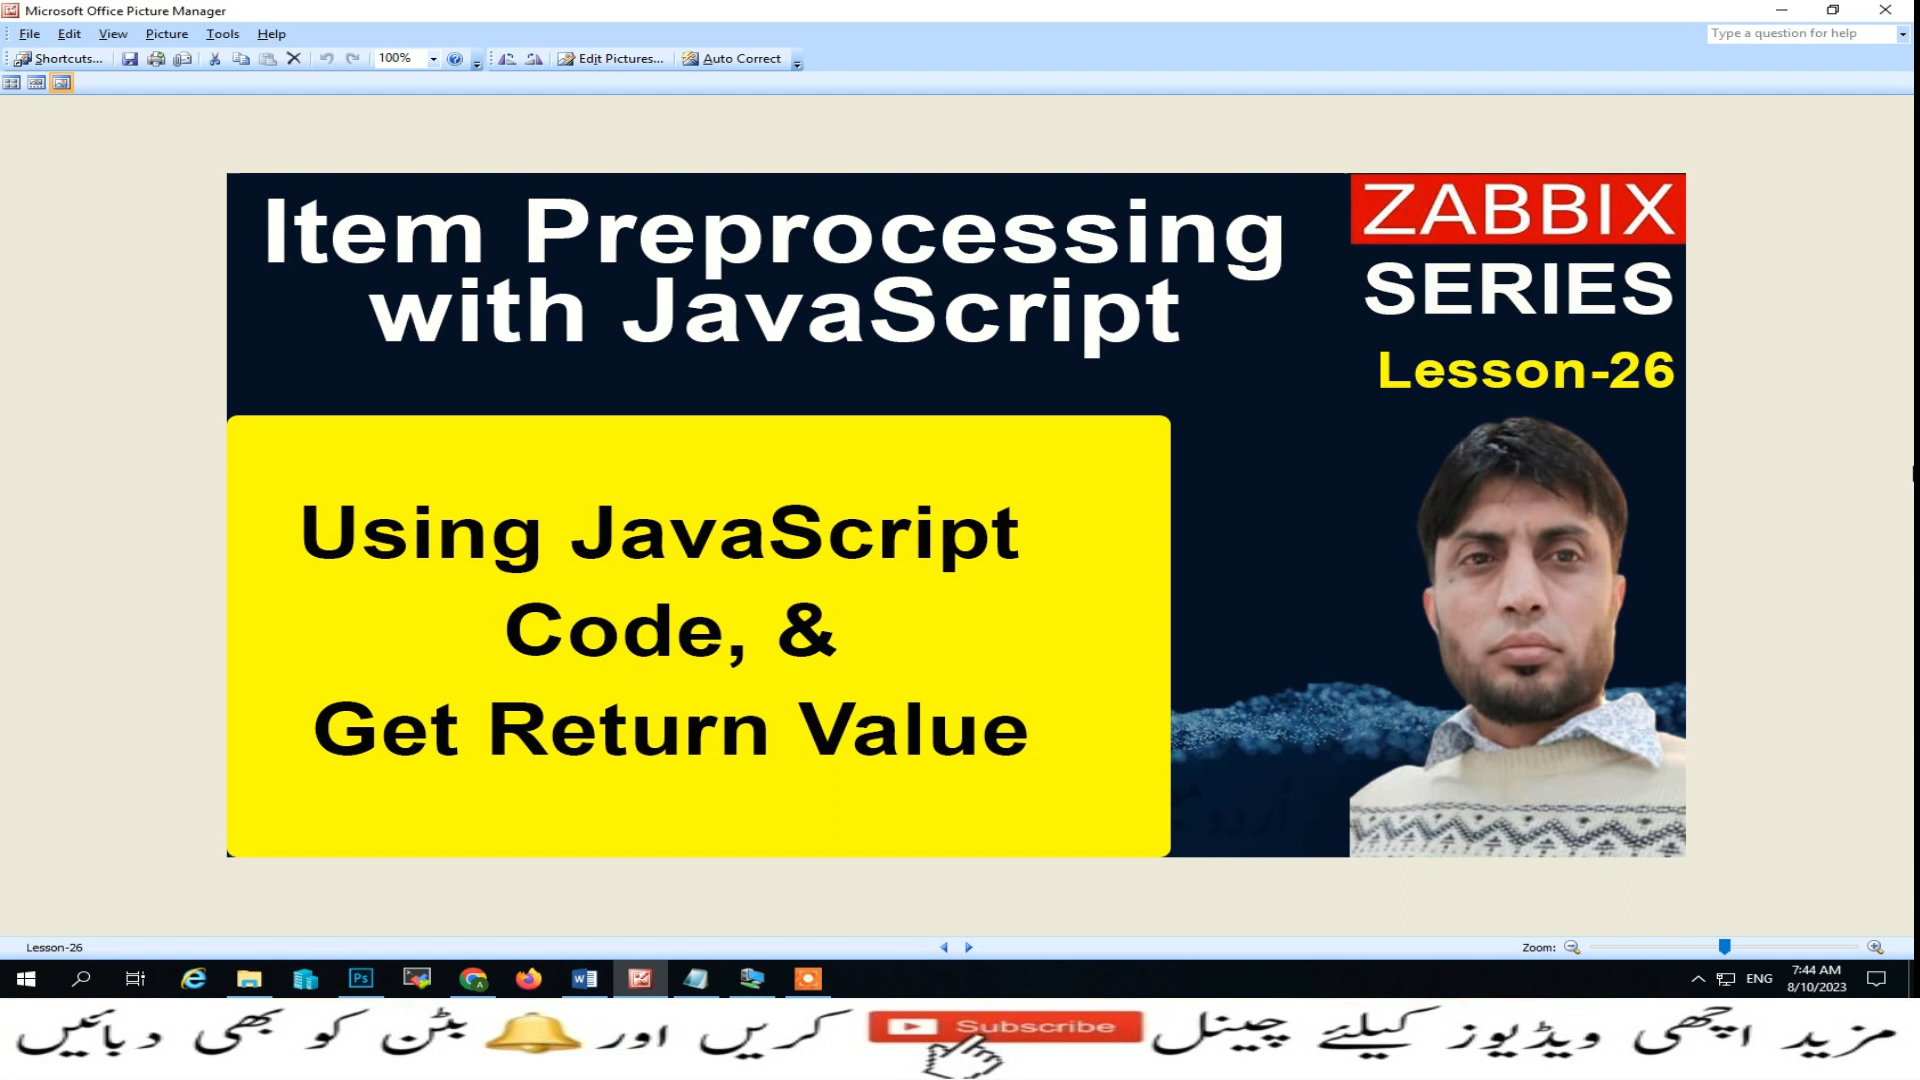 Microsoft Office Picture Manager
File Edit View Picture Tools Help
Type a question for help
Shortcuts... 100% Edit Pictures... Auto Correct
Item Preprocessing
with JavaScript
ZABBIX
SERIES
Lesson-26
Using JavaScript
Code, &
Get Return Value
Lesson-26
Zoom:
ENG
7:44 AM
8/10/2023
مزید اچھی ویڈیوز کیلئے چینل Subscribe کریں اور بٹن کو بھی دبائیں